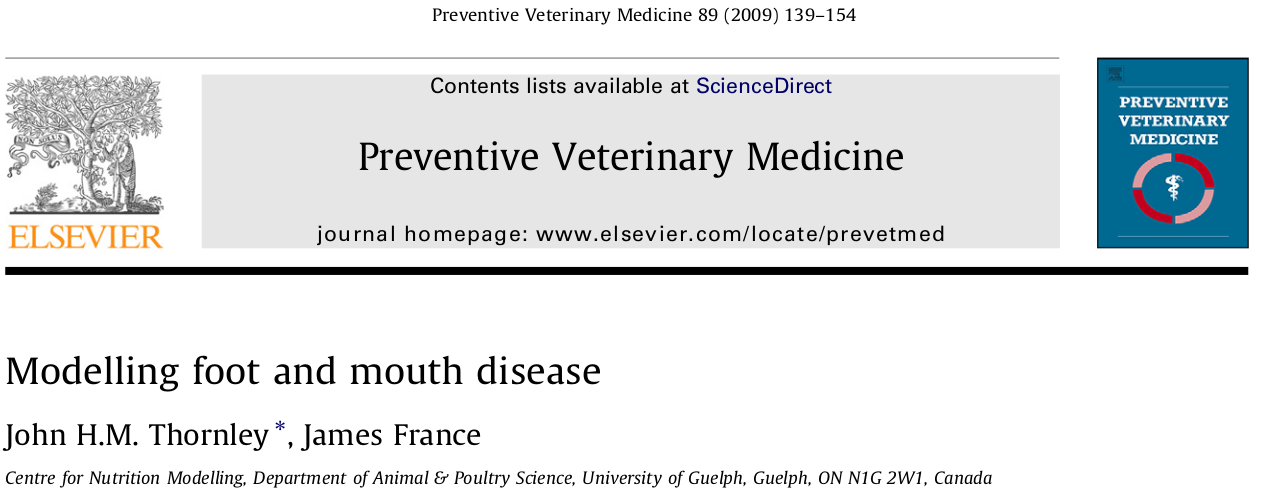 Preventive Veterinary Medicine 89 (2009) 139–154
Contents lists available at ScienceDirect
Preventive Veterinary Medicine
journal homepage: www.elsevier.com/locate/prevetmed
NON SOLUS
ELSEVIER
PREVENTIVE
VETERINARY
MEDICINE
Modelling foot and mouth disease
John H.M. Thornley *, James France
Centre for Nutrition Modelling, Department of Animal & Poultry Science, University of Guelph, Guelph, ON N1G 2W1, Canada